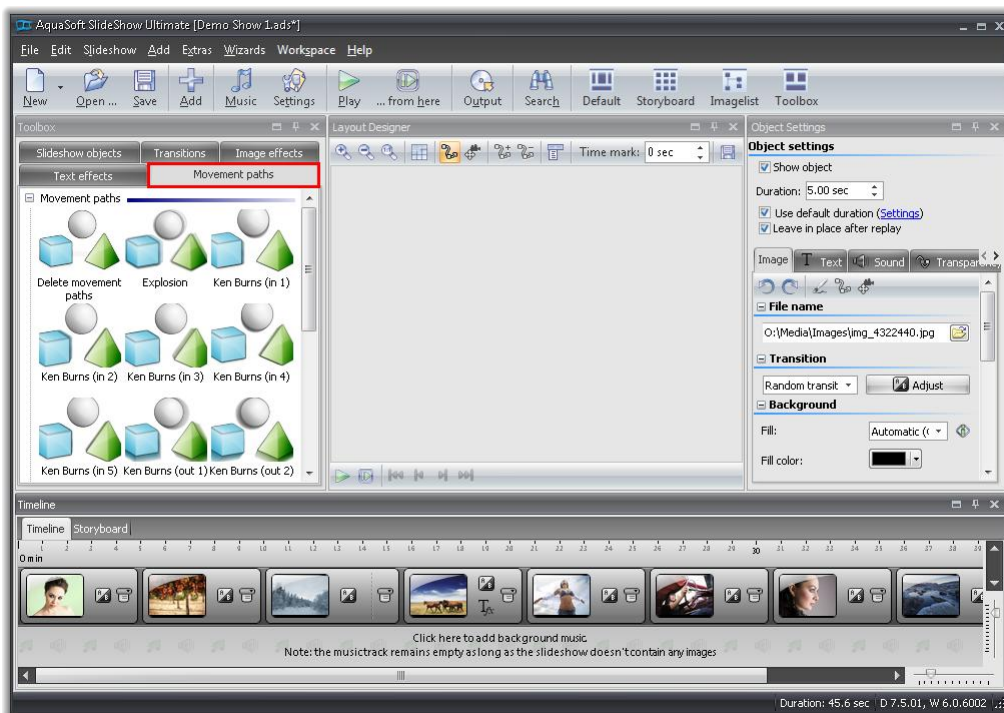 AquaSoft SlideShow Ultimate [Demo Show 1.ads*]
File Edit Slideshow Add Extras Wizards Workspace Help
New Open ... Save Add Music Settings Play ... from here Output Search Default Storyboard Imagelist Toolbox
Toolbox
Slideshow objects Transitions Image effects
Text effects Movement paths
Movement paths
Delete movement paths Explosion Ken Burns (in 1)
Ken Burns (in 2) Ken Burns (in 3) Ken Burns (in 4)
Ken Burns (in 5) Ken Burns (out 1) Ken Burns (out 2)
Layout Designer
Time mark: 0 sec
Object Settings
Object settings
Show object
Duration: 5.00 sec
Use default duration (Settings)
Leave in place after replay
Image Text Sound Transparency
File name
O:\Media\Images\img_4322440.jpg
Transition
Random transit Adjust
Background
Fill: Automatic ((
Fill color:
Timeline
Timeline Storyboard
0 min
30
Click here to add background music
Note: the musictrack remains empty as long as the slideshow doesn't contain any images
Duration: 45.6 sec D 7.5.01, W 6.0.6002